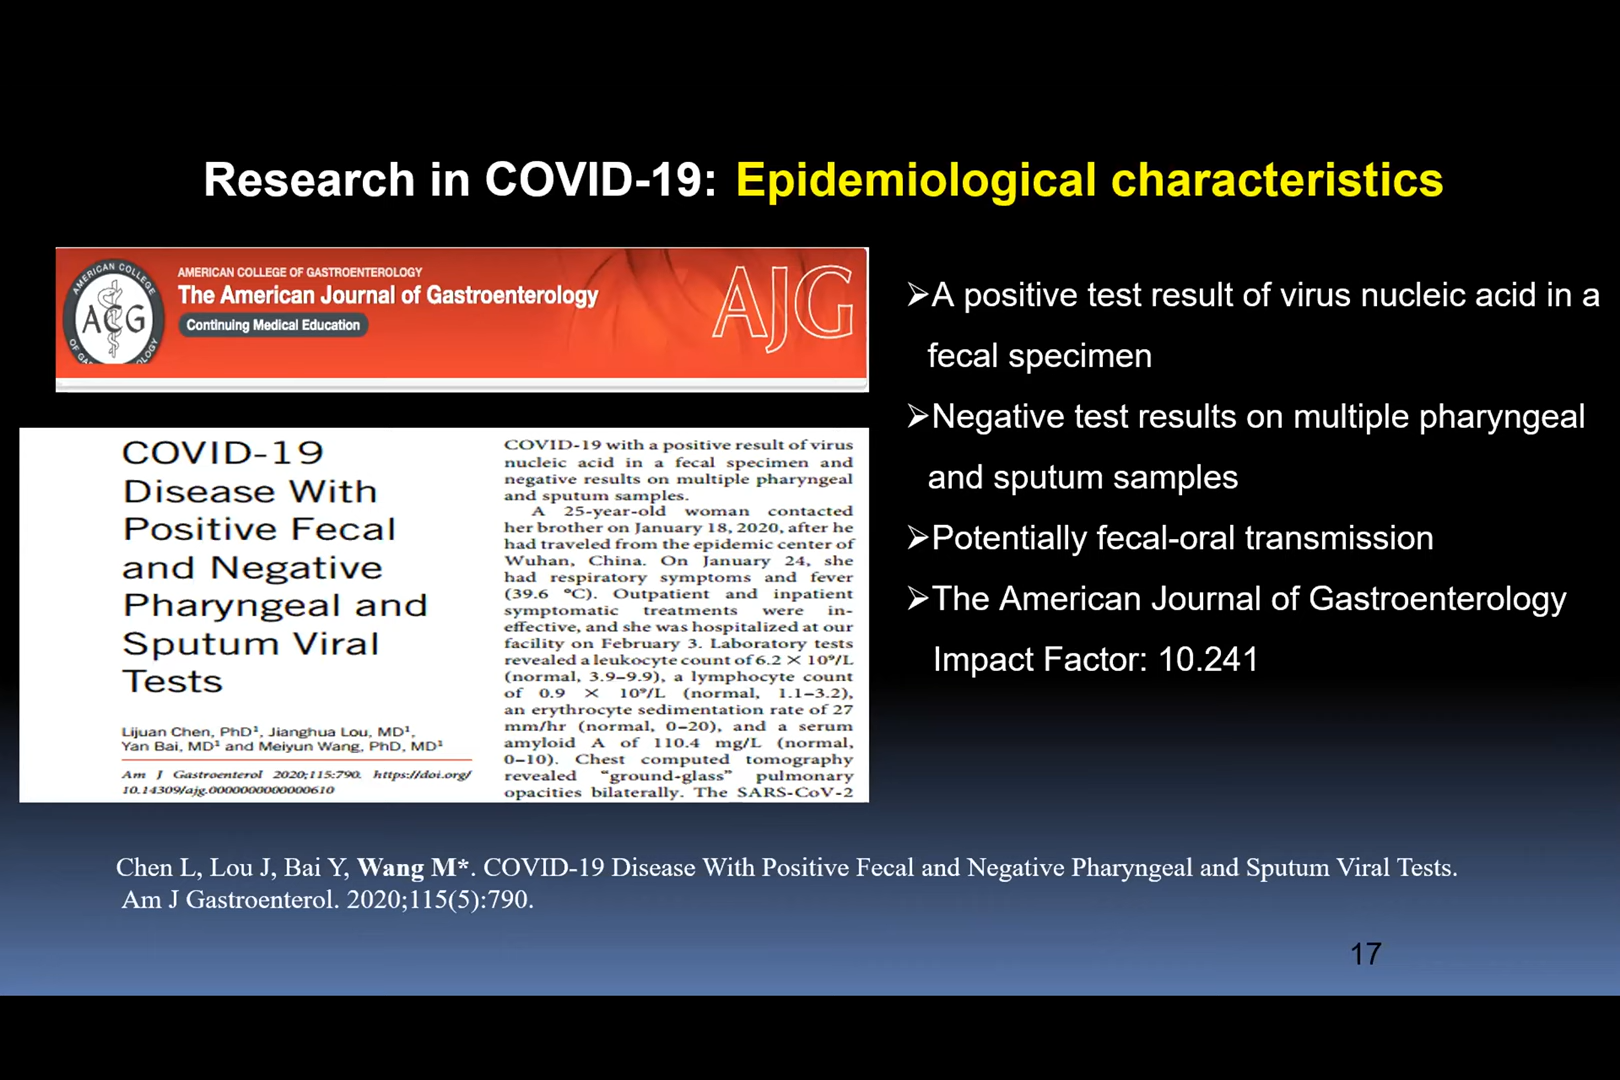 Research in COVID-19: Epidemiological characteristics
AMERICAN COLLEGE OF GASTROENTEROLOGY
The American Journal of Gastroenterology
Continuing Medical Education
AJG
AMERICAN COLLEGE
ACG
COVID-19
Disease With
Positive Fecal
and Negative
Pharyngeal and
Sputum Viral
Tests
Lijuan Chen, PhD¹, Jianghua Lou, MD¹,
Yan Bai, MD¹ and Meiyun Wang, PhD, MD¹
Am J Gastroenterol 2020;115:790. https://doi.org/
10.14309/ajg.0000000000000610
COVID-19 with a positive result of virus
nucleic acid in a fecal specimen and
negative results on multiple pharyngeal
and sputum samples.
A 25-year-old woman contacted
her brother on January 18, 2020, after he
had traveled from the epidemic center of
Wuhan, China. On January 24, she
had respiratory symptoms and fever
(39.6 °C). Outpatient and inpatient
symptomatic treatments were in-
effective, and she was hospitalized at our
facility on February 3. Laboratory tests
revealed a leukocyte count of 6.2 × 10⁹/L
(normal, 3.9–9.9), a lymphocyte count
of 0.9 × 10⁹/L (normal, 1.1–3.2),
an erythrocyte sedimentation rate of 27
mm/hr (normal, 0–20), and a serum
amyloid A of 110.4 mg/L (normal,
0–10). Chest computed tomography
revealed "ground-glass" pulmonary
opacities bilaterally. The SARS-CoV-2
➢A positive test result of virus nucleic acid in a
fecal specimen
➢Negative test results on multiple pharyngeal
and sputum samples
➢Potentially fecal-oral transmission
➢The American Journal of Gastroenterology
Impact Factor: 10.241
Chen L, Lou J, Bai Y, Wang M*. COVID-19 Disease With Positive Fecal and Negative Pharyngeal and Sputum Viral Tests.
Am J Gastroenterol. 2020;115(5):790.
17